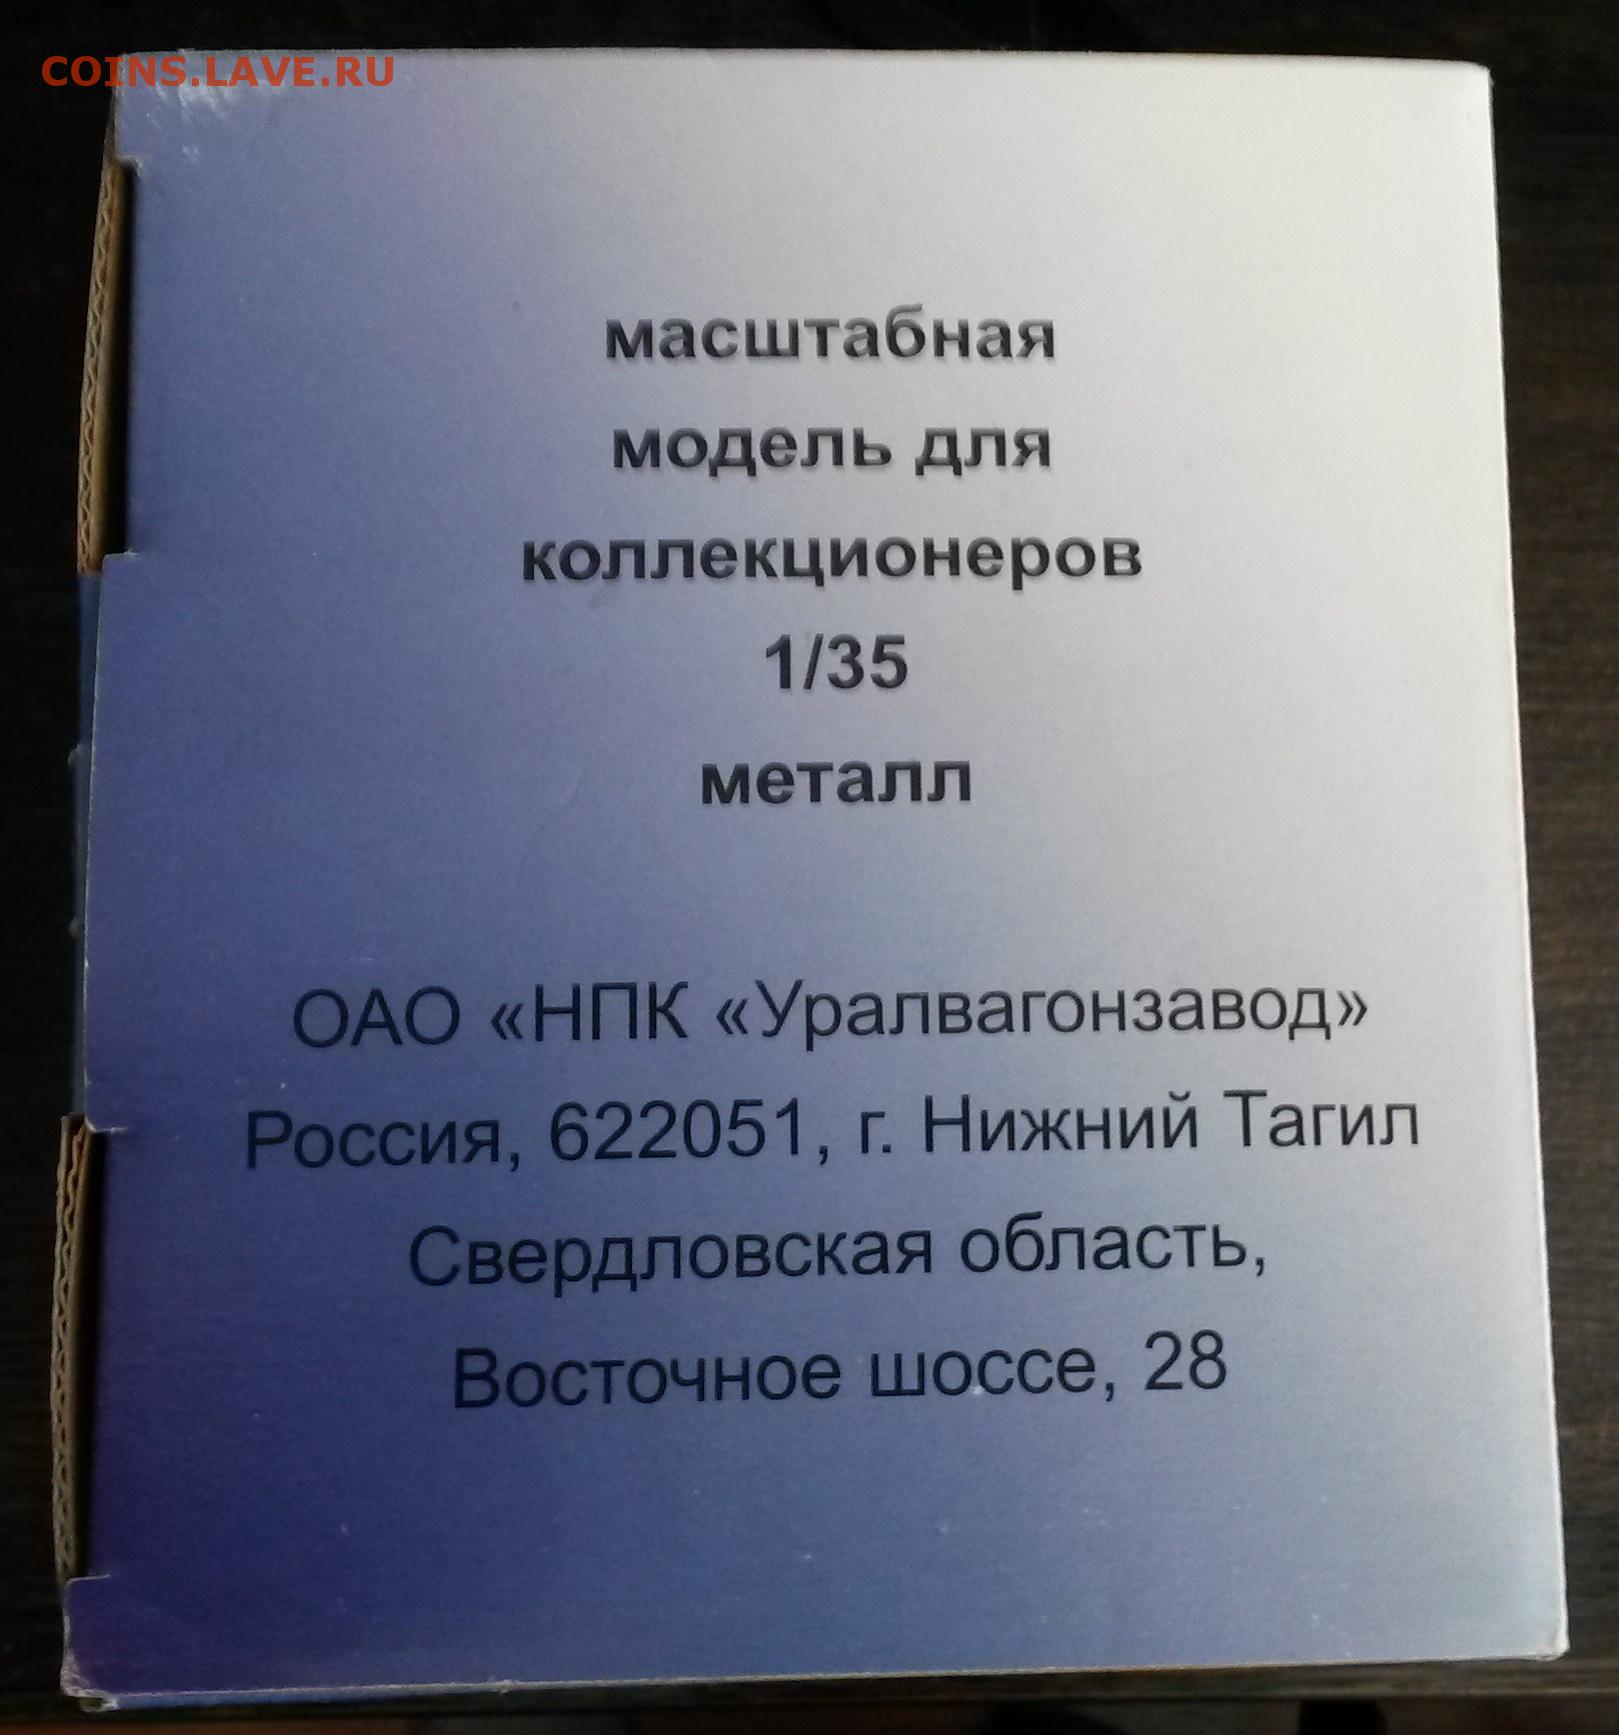 COINS.LAVE.RU
масштабная
модель для
коллекционеров
1/35
металл
ОАО «НПК «Уралвагонзавод»
Россия, 622051, г. Нижний Тагил
Свердловская область,
Восточное шоссе, 28